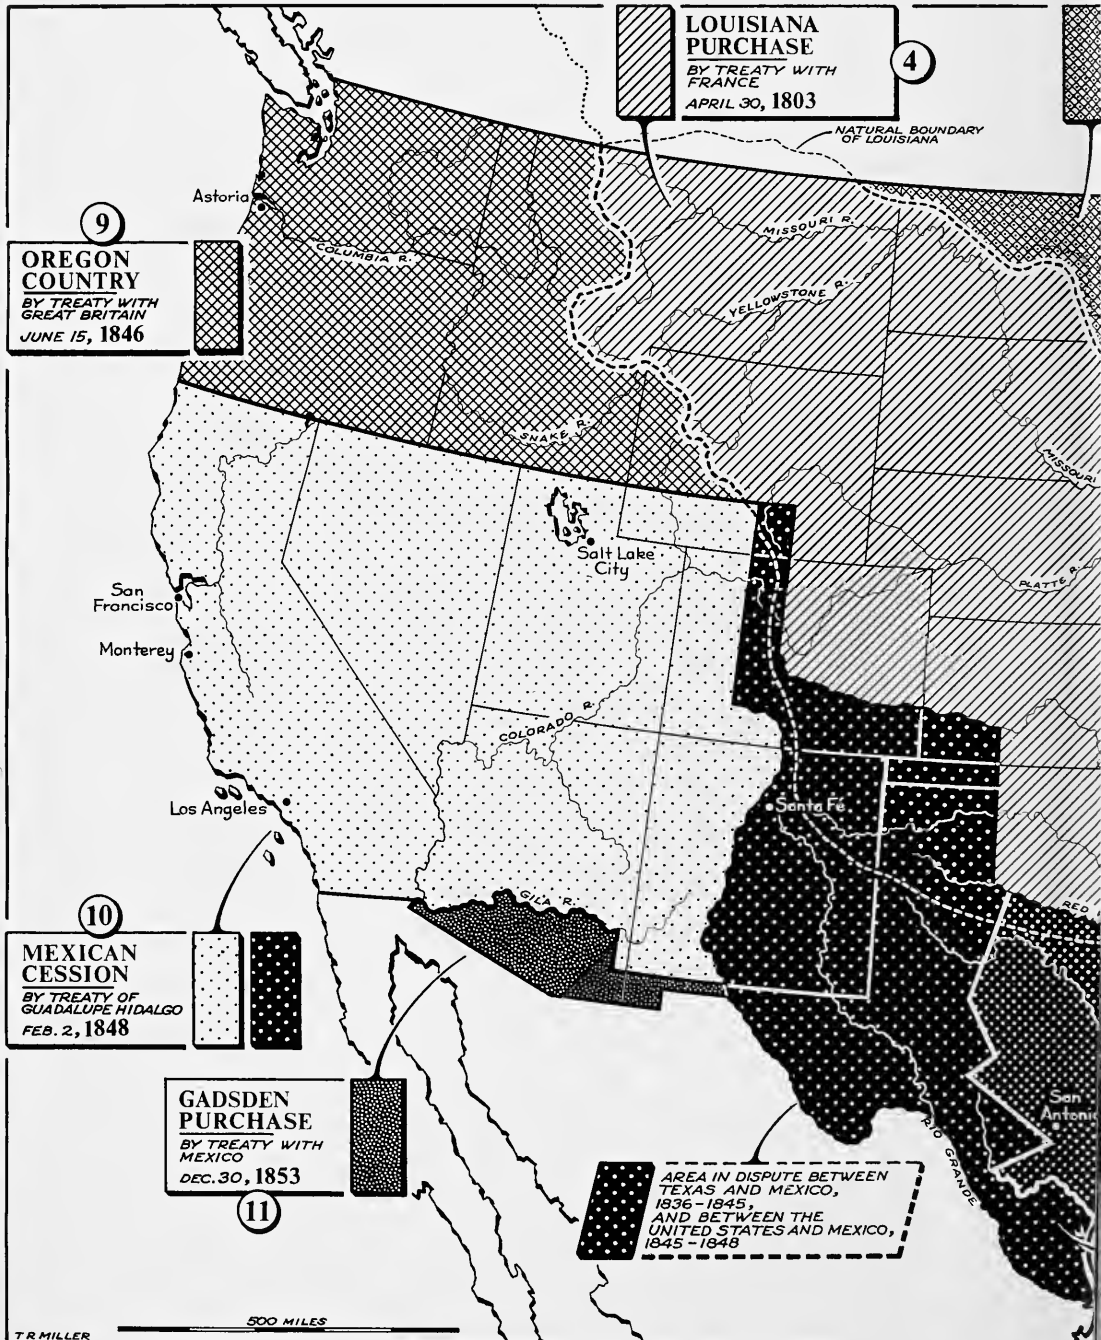 LOUISIANA
PURCHASE
BY TREATY WITH
FRANCE
APRIL 30, 1803
4
NATURAL BOUNDARY
OF LOUISIANA
Astoria
9
OREGON
COUNTRY
BY TREATY WITH
GREAT BRITAIN
JUNE 15, 1846
COLUMBIA R.
MISSOURI R.
YELLOWSTONE R.
SNAKE R.
MISSOURI
Salt Lake
City
PLATTE R.
San
Francisco
Monterey
COLORADO R.
Los Angeles
Santa Fé
GILA R.
RED
10
MEXICAN
CESSION
BY TREATY OF
GUADALUPE HIDALGO
FEB. 2, 1848
GADSDEN
PURCHASE
BY TREATY WITH
MEXICO
DEC. 30, 1853
11
San
Antonio
RIO GRANDE
AREA IN DISPUTE BETWEEN
TEXAS AND MEXICO,
1836-1845,
AND BETWEEN THE
UNITED STATES AND MEXICO,
1845-1848
500 MILES
T R MILLER